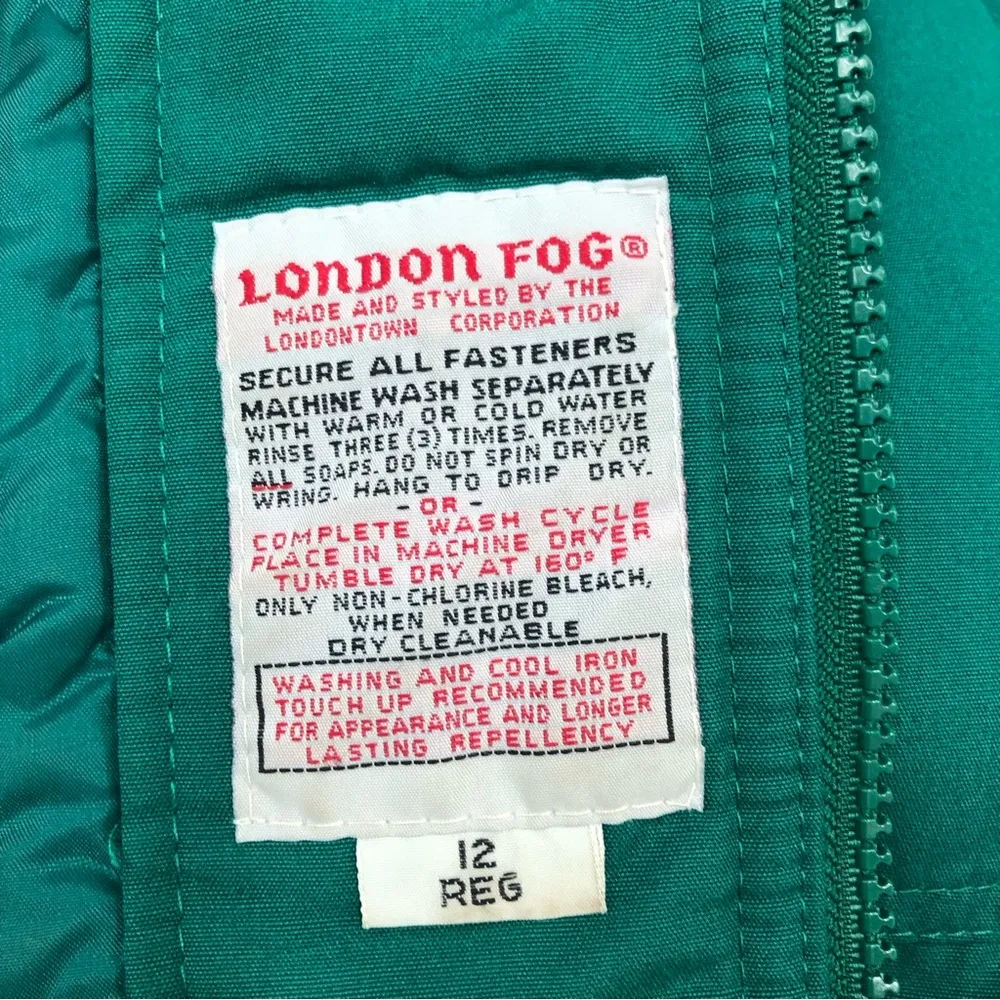 LONDON FOG®
MADE AND STYLED BY THE
LONDONTOWN CORPORATION
SECURE ALL FASTENERS
MACHINE WASH SEPARATELY
WITH WARM OR COLD WATER
RINSE THREE (3) TIMES. REMOVE
ALL SOAPS. DO NOT SPIN DRY OR
WRING. HANG TO DRIP DRY.
- OR -
COMPLETE WASH CYCLE
PLACE IN MACHINE DRYER
TUMBLE DRY AT 160° F
ONLY NON-CHLORINE BLEACH,
WHEN NEEDED
DRY CLEANABLE
WASHING AND COOL IRON
TOUCH UP RECOMMENDED
FOR APPEARANCE AND LONGER
LASTING REPELLENCY
12
REG